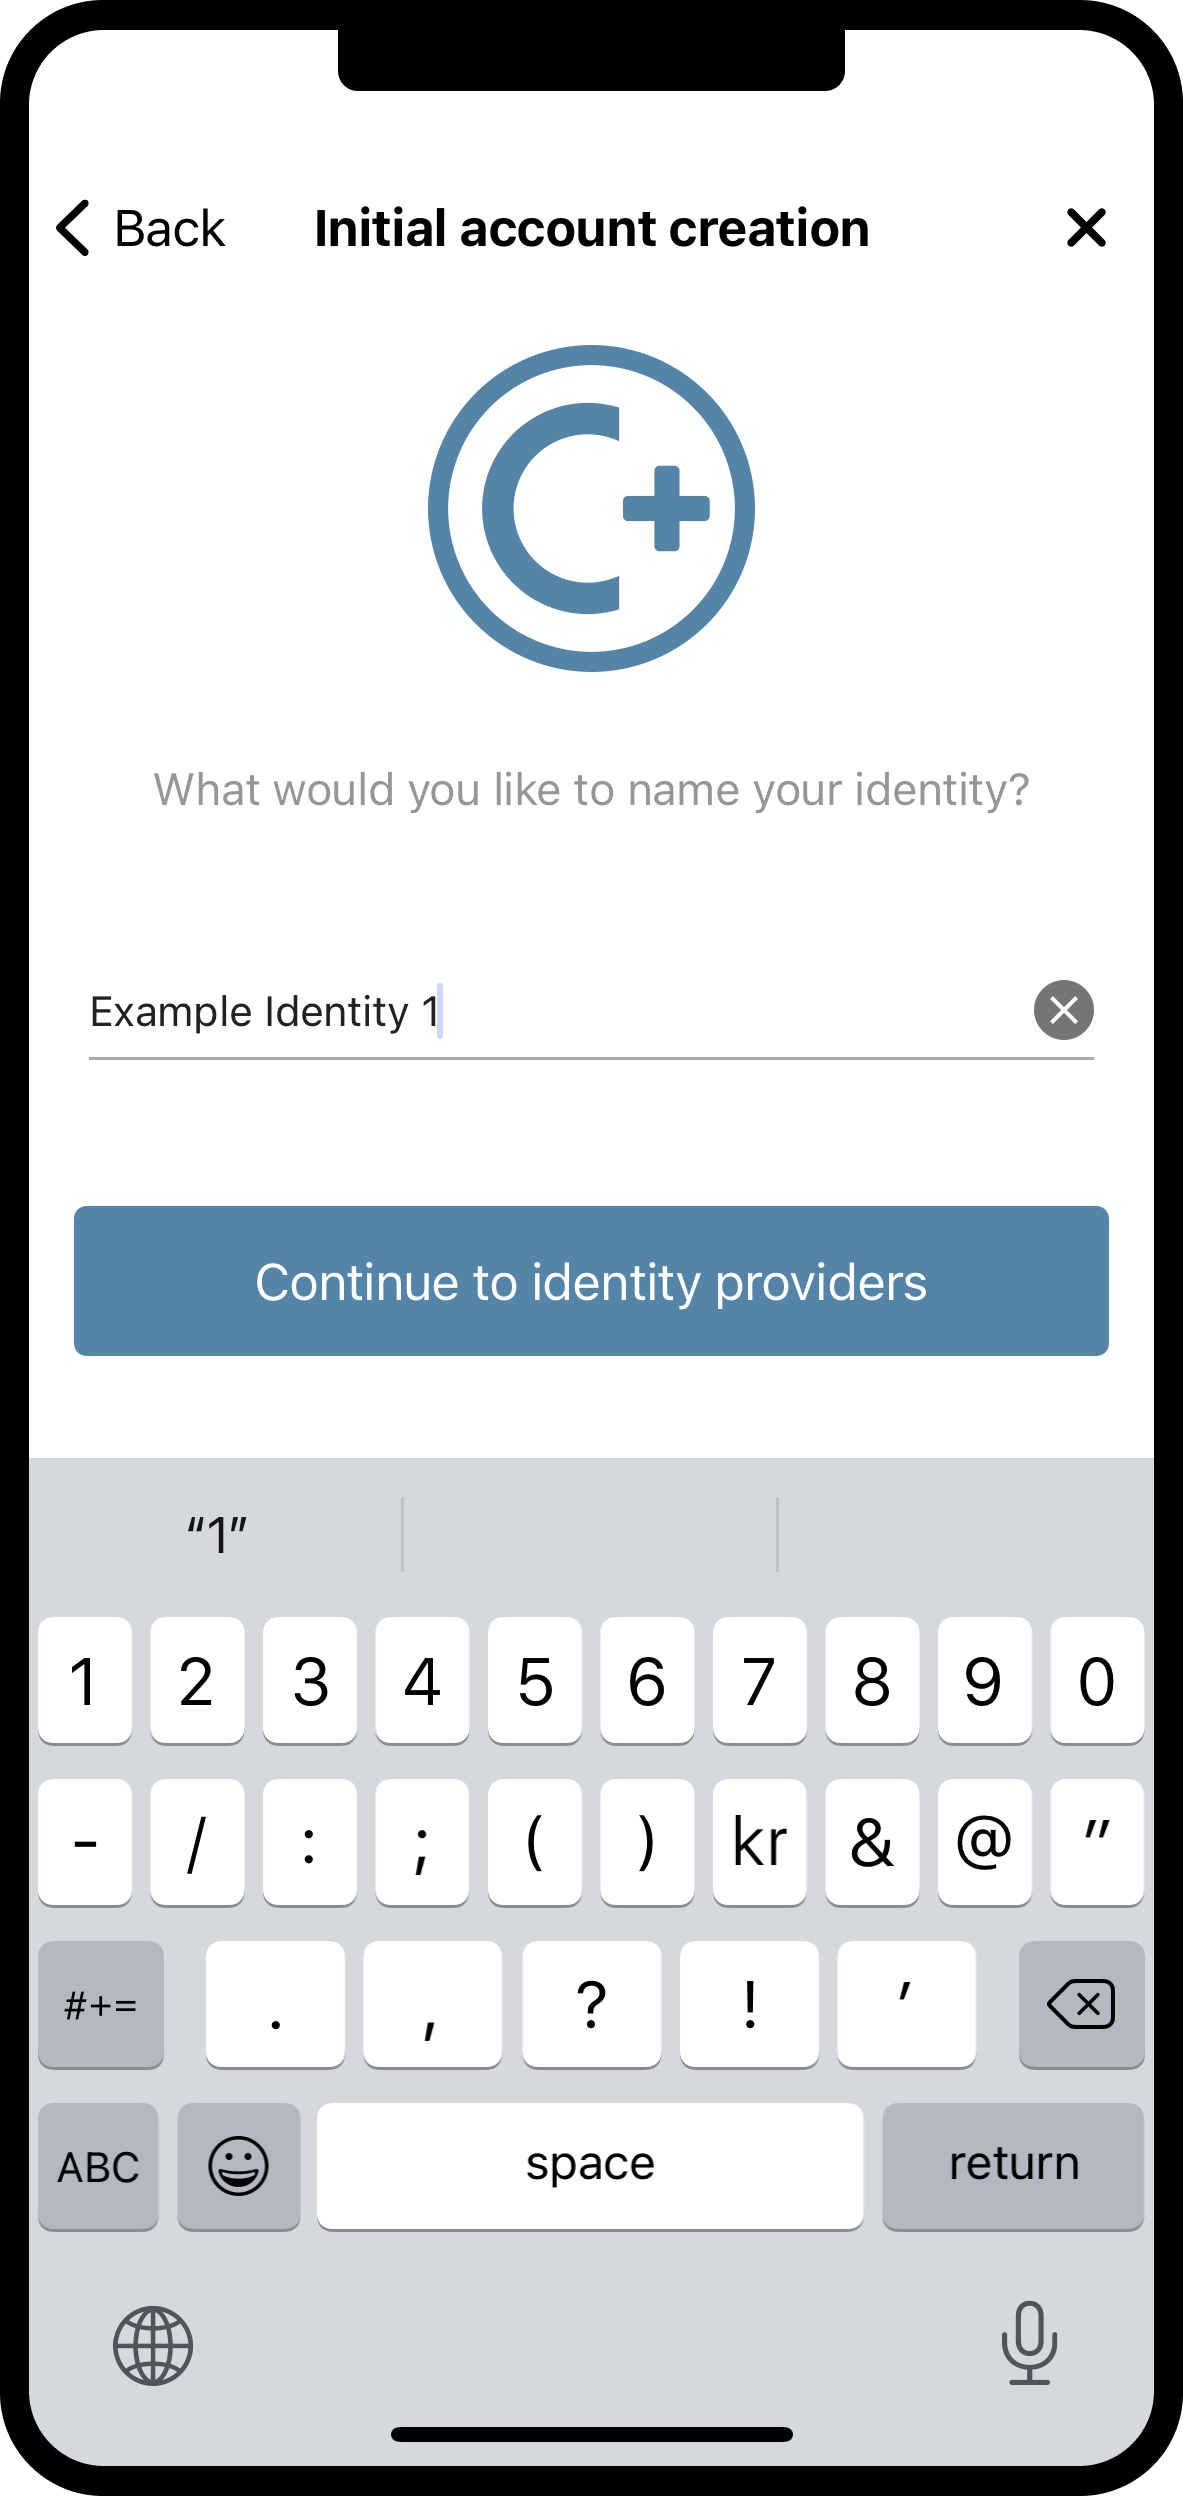 Back Initial account creation
What would you like to name your identity?
Example Identity 1
Continue to identity providers
“1”
1 2 3 4 5 6 7 8 9 0
- / : ; ( ) kr & @ ”
#+= . , ? ! ’
ABC space return